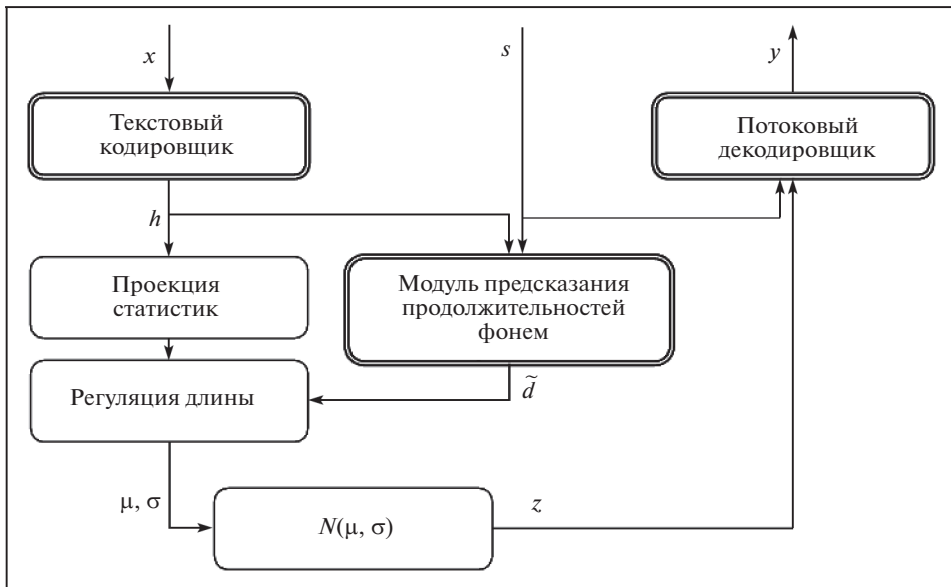 x
s
y
Текстовый
кодировщик
Потоковый
декодировщик
h
Проекция
статистик
Модуль предсказания
продолжительностей
фонем
Регуляция длины
d̃
μ, σ
N(μ, σ)
z